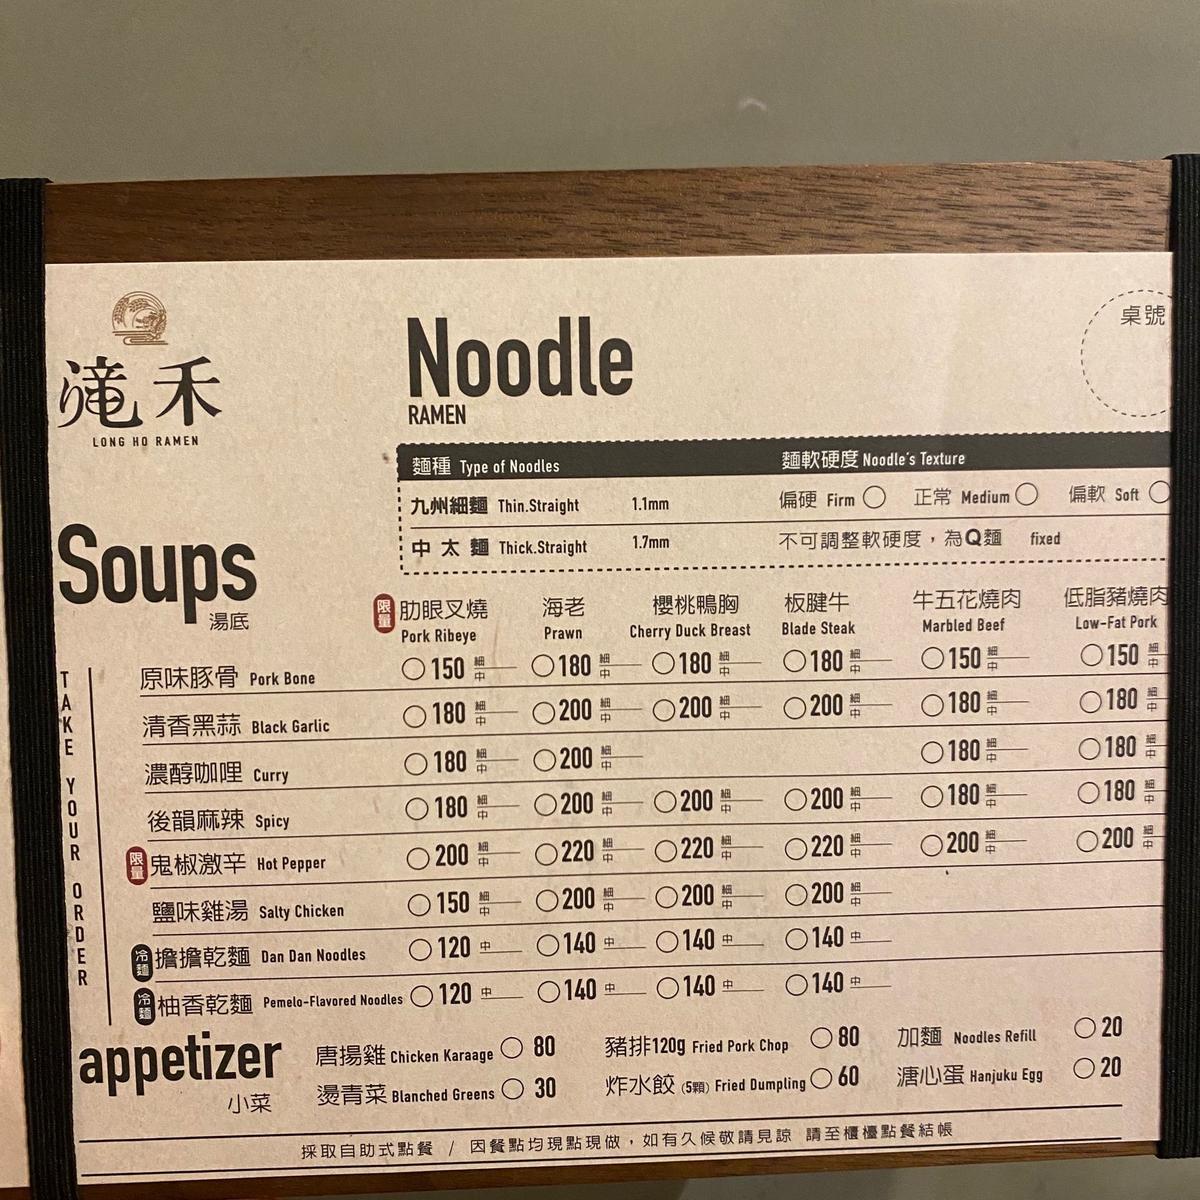 滝禾
LONG HO RAMEN
Noodle
RAMEN
桌號
麵種 Type of Noodles 麵軟硬度 Noodle's Texture
九州細麵 Thin.Straight 1.1mm 偏硬 Firm 正常 Medium 偏軟 Soft
中太麵 Thick.Straight 1.7mm 不可調整軟硬度，為Q麵 fixed
Soups
湯底
TAKE YOUR ORDER
限量 肋眼叉燒 海老 櫻桃鴨胸 板腱牛 牛五花燒肉 低脂豬燒肉
Pork Ribeye Prawn Cherry Duck Breast Blade Steak Marbled Beef Low-Fat Pork
原味豚骨 Pork Bone 150 細 中 180 細 中 180 細 中 180 細 中 150 細 中 150 細 中
清香黑蒜 Black Garlic 180 細 中 200 細 中 200 細 中 200 細 中 180 細 中 180 細 中
濃醇咖哩 Curry 180 細 中 200 細 中 180 細 中 180 細 中
後韻麻辣 Spicy 180 細 中 200 細 中 200 細 中 200 細 中 180 細 中 180 細 中
限量 鬼椒激辛 Hot Pepper 200 細 中 220 細 中 220 細 中 220 細 中 200 細 中 200 細 中
鹽味雞湯 Salty Chicken 150 細 中 200 細 中 200 細 中 200 細 中
冷麵 擔擔乾麵 Dan Dan Noodles 120 中 140 中 140 中 140 中
冷麵 柚香乾麵 Pemelo-Flavored Noodles 120 中 140 中 140 中 140 中
appetizer
小菜
唐揚雞 Chicken Karaage 80 豬排120g Fried Pork Chop 80 加麵 Noodles Refill 20
燙青菜 Blanched Greens 30 炸水餃 (5顆) Fried Dumpling 60 溏心蛋 Hanjuku Egg 20
採取自助式點餐 / 因餐點均現點現做，如有久候敬請見諒 請至櫃檯點餐結帳